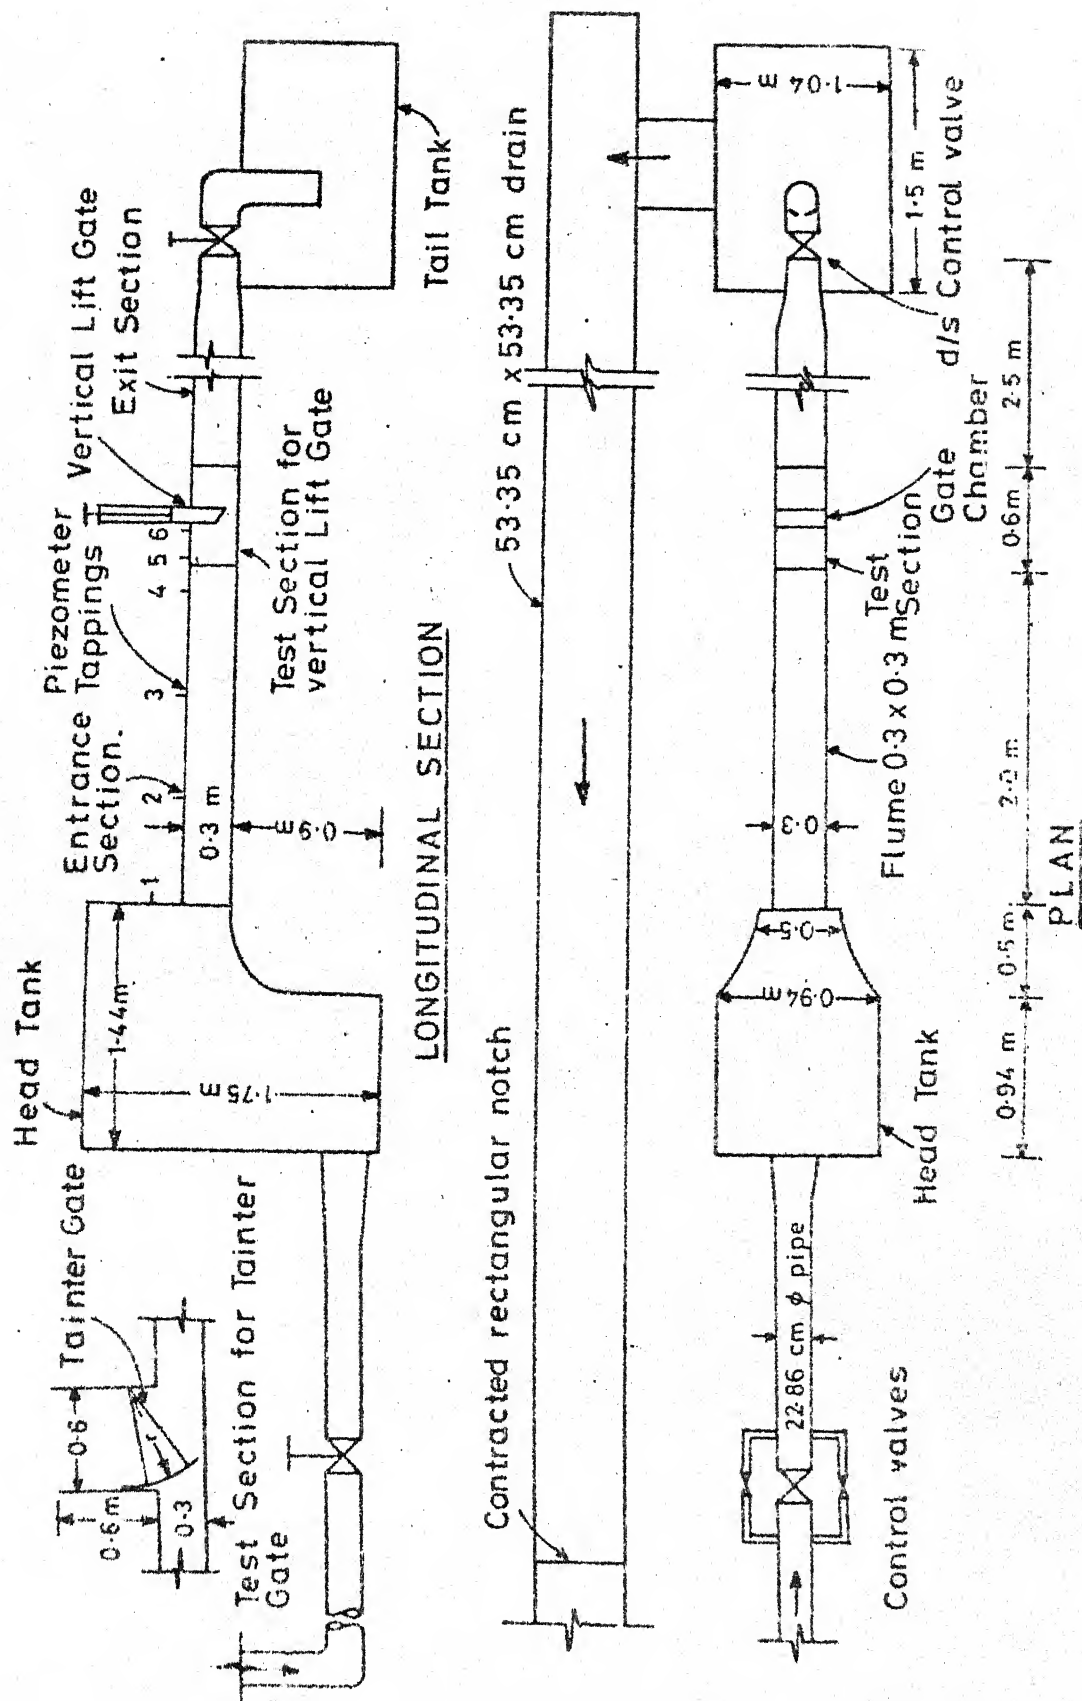 Head Tank
1.44m
1.75 m
Entrance
Section.
Piezometer
Tappings
Vertical Lift Gate
Exit Section
1
2
3
4
5
6
0.3 m
0.9 m
Test Section for
vertical Lift Gate
Tail Tank
Tainter Gate
0.6
0.6 m
0.3
r
Test Section for Tainter
Gate
LONGITUDINAL SECTION
Contracted rectangular notch
53.35 cm x 53.35 cm drain
22.86 cm ϕ pipe
Control valves
Head Tank
0.94 m
0.5
0.3
Flume 0.3 x 0.3 m
Test
Section
Gate
Chamber
d/s Control valve
1.04 m
1.5 m
0.94 m
0.5 m
2.0 m
0.6m
2.5 m
PLAN